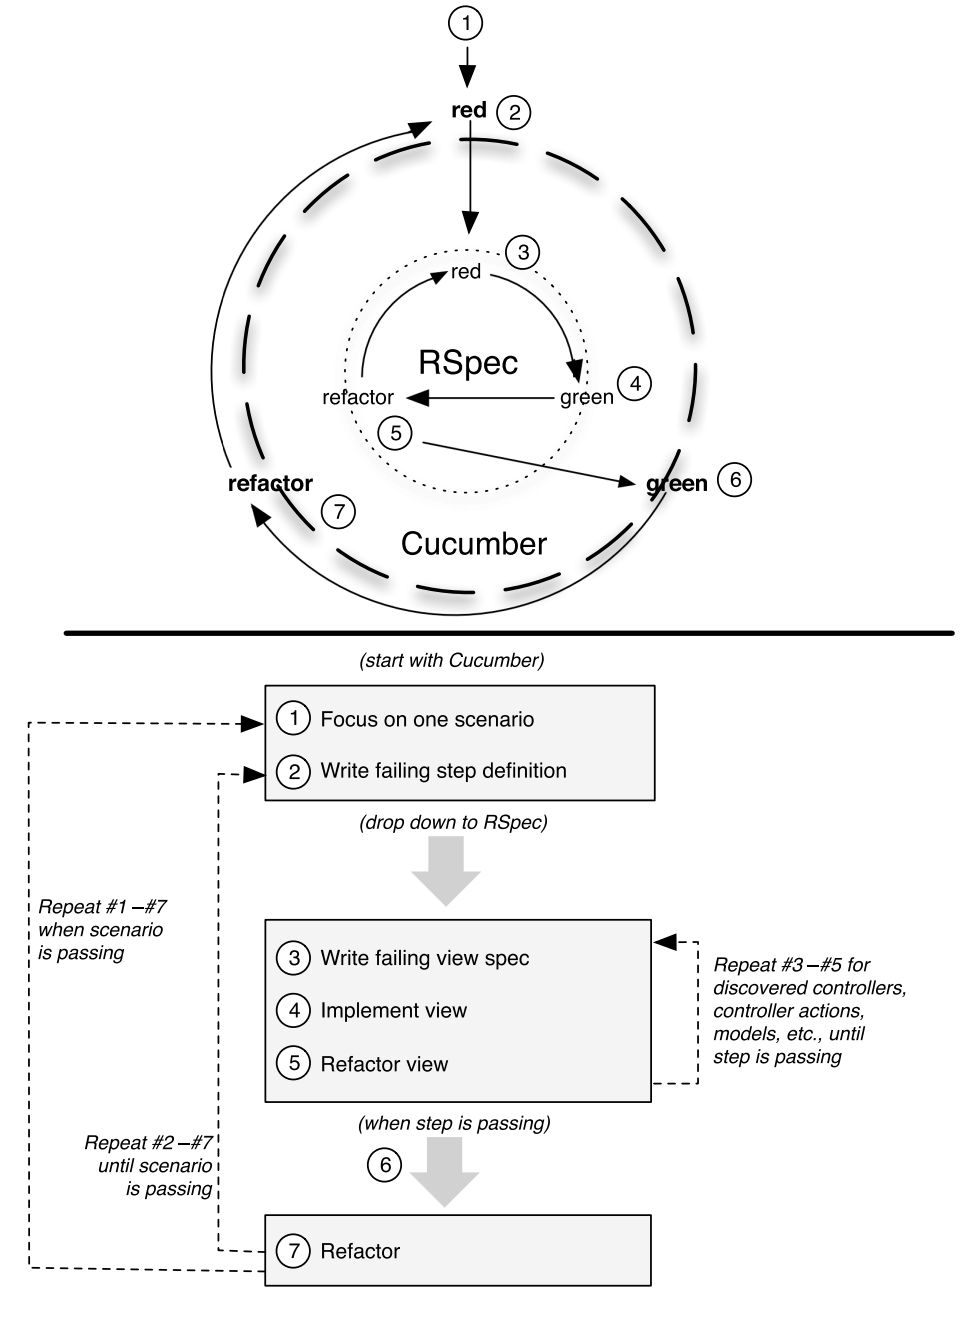 1
red 2
3
red
RSpec
4
refactor
green
5
refactor
green 6
7
Cucumber
(start with Cucumber)
1 Focus on one scenario
2 Write failing step definition
(drop down to RSpec)
Repeat #1–#7
when scenario
is passing
3 Write failing view spec
4 Implement view
5 Refactor view
Repeat #3–#5 for
discovered controllers,
controller actions,
models, etc., until
step is passing
(when step is passing)
Repeat #2–#7
until scenario
is passing
6
7 Refactor